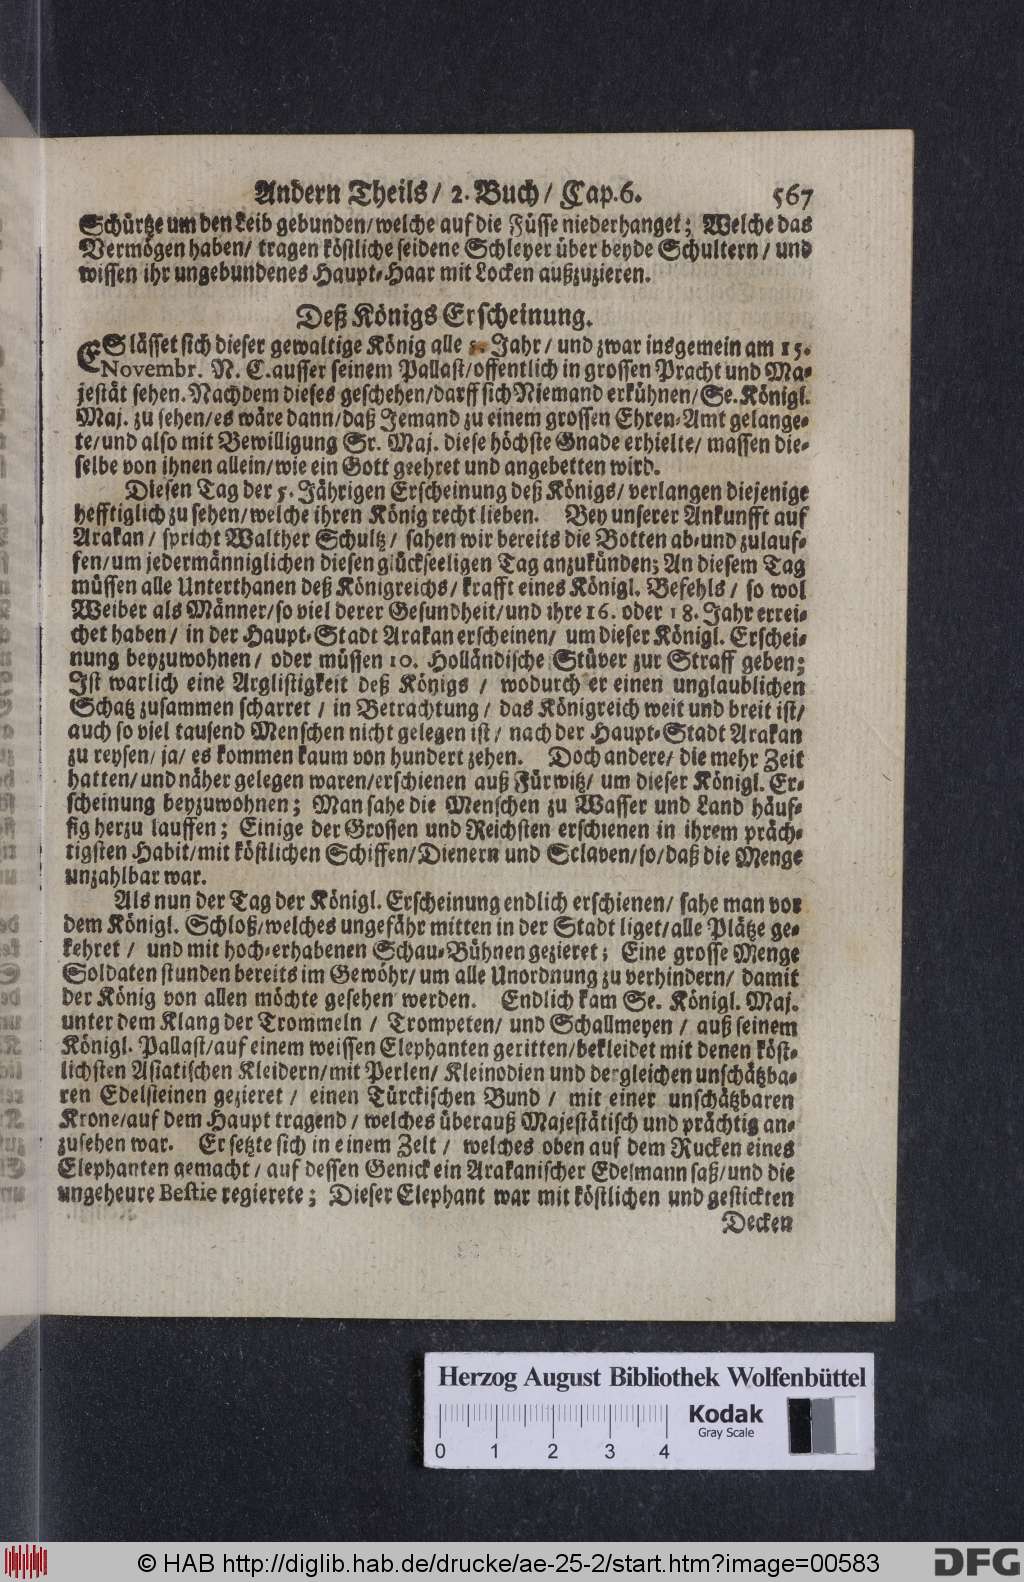 Andern Theils / 2. Buch / Cap. 6. 567
Schürtze um den Leib gebunden/welche auf die Füsse niederhanget; Welche das
Vermögen haben/ tragen köstliche seidene Schleyer über beyde Schultern / und
wissen ihr ungebundenes Haupt-Haar mit Locken außzuzieren.
Deß Königs Erscheinung.
ES lässet sich dieser gewaltige König alle 5. Jahr / und zwar insgemein am 15.
Novembr. N. C. ausser seinem Pallast/offentlich in grossen Pracht und Ma-
jestät sehen. Nachdem dieses geschehen/darff sich Niemand erkühnen/Se. Königl.
Maj. zu sehen/es wäre dann/daß Jemand zu einem grossen Ehren-Amt gelange-
te/und also mit Bewilligung Sr. Maj. diese höchste Gnade erhielte/ massen die-
selbe von ihnen allein/wie ein Gott geehret und angebetten wird.
Diesen Tag der 5. Jährigen Erscheinung deß Königs/ verlangen diejenige
hefftiglich zu sehen/welche ihren König recht lieben. Bey unserer Ankunfft auf
Arakan / spricht Walther Schultz / sahen wir bereits die Botten ab-und zulauf-
fen/um jedermänniglichen diesen glückseeligen Tag anzukünden; An diesem Tag
müssen alle Unterthanen deß Königreichs / krafft eines Königl. Befehls / so wol
Weiber als Männer/so viel derer Gesundheit/und ihre 16. oder 18. Jahr errei-
chet haben / in der Haupt-Stadt Arakan erscheinen/ um dieser Königl. Erschei-
nung beyzuwohnen / oder müssen 10. Holländische Stüver zur Straff geben;
Ist warlich eine Arglistigkeit deß Königs / wodurch er einen unglaublichen
Schatz zusammen scharret / in Betrachtung / das Königreich weit und breit ist/
auch so viel tausend Menschen nicht gelegen ist / nach der Haupt-Stadt Arakan
zu reysen/ ja/ es kommen kaum von hundert zehen. Doch andere/ die mehr Zeit
hatten/ und näher gelegen waren/erschienen auß Fürwitz/ um dieser Königl. Er-
scheinung beyzuwohnen; Man sahe die Menschen zu Wasser und Land häuf-
fig herzu lauffen; Einige der Grossen und Reichsten erschienen in ihrem präch-
tigsten Habit/mit köstlichen Schiffen/Dienern und Sclaven/so/daß die Menge
unzahlbar war.
Als nun der Tag der Königl. Erscheinung endlich erschienen/ sahe man vor
dem Königl. Schloß/welches ungefähr mitten in der Stadt liget/alle Plätze ge-
kehret / und mit hoch-erhabenen Schau-Bühnen gezieret; Eine grosse Menge
Soldaten stunden bereits im Gewöhr/ um alle Unordnung zu verhindern/ damit
der König von allen möchte gesehen werden. Endlich kam Se. Königl. Maj.
unter dem Klang der Trommeln / Trompeten/ und Schallmeyen / auß seinem
Königl. Pallast/auf einem weissen Elephanten geritten/bekleidet mit denen köst-
lichsten Asiatischen Kleidern/mit Perlen/ Kleinodien und dergleichen unschätzba-
ren Edelsteinen gezieret / einen Türckischen Bund / mit einer unschätzbaren
Krone/auf dem Haupt tragend / welches überauß Majestätisch und prächtig an-
zusehen war. Er setzte sich in einem Zelt / welches oben auf dem Rucken eines
Elephanten gemacht / auf dessen Genick ein Arakanischer Edelmann saß/und die
ungeheure Bestie regierete; Dieser Elephant war mit köstlichen und gestickten
Decken
Herzog August Bibliothek Wolfenbüttel
Kodak
Gray Scale
0 1 2 3 4
© HAB http://diglib.hab.de/drucke/ae-25-2/start.htm?image=00583
DFG